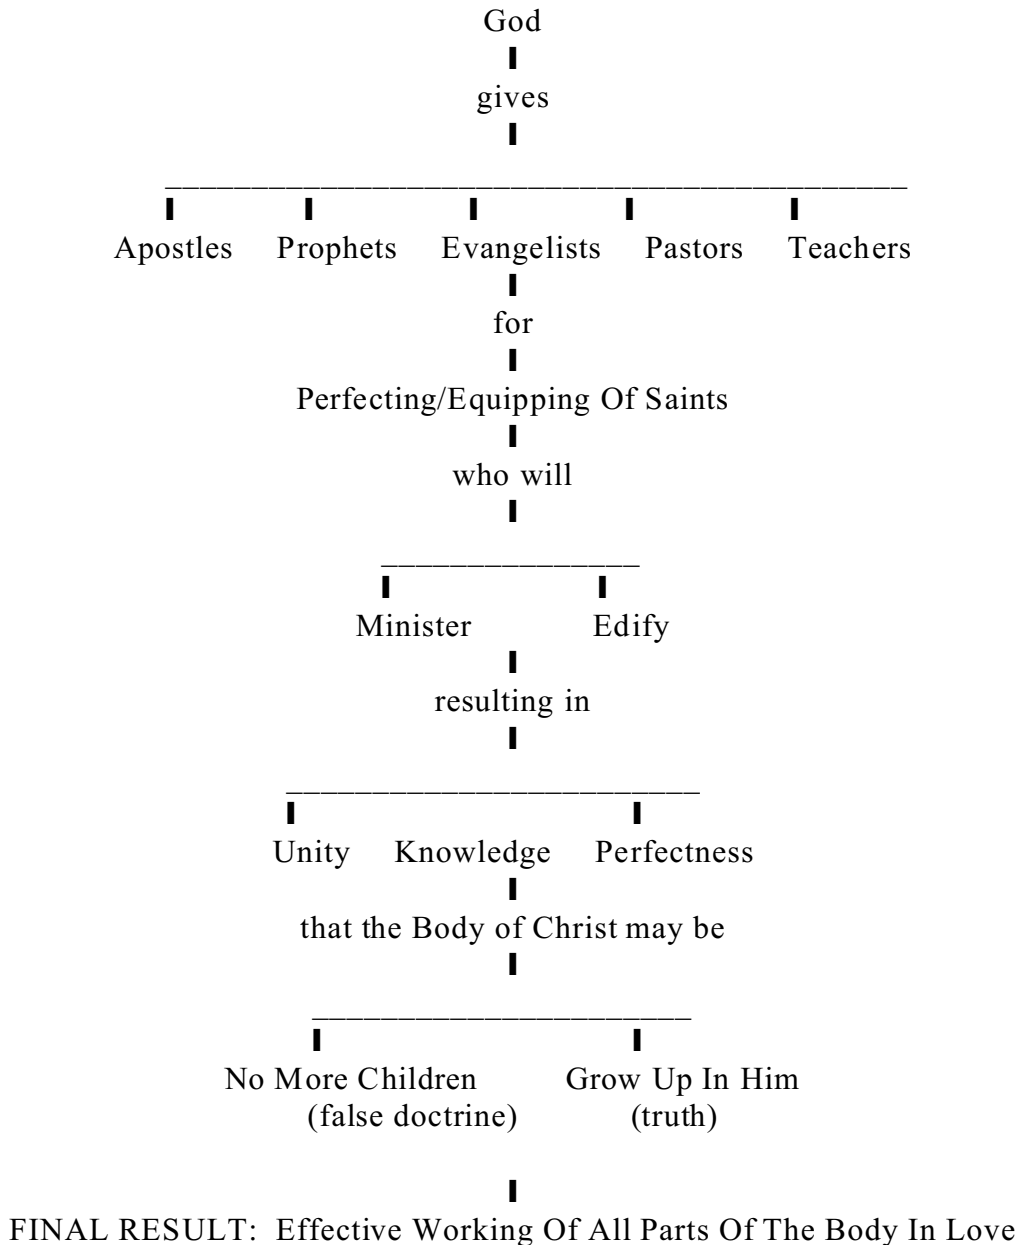 God
gives
Apostles Prophets Evangelists Pastors Teachers
for
Perfecting/Equipping Of Saints
who will
Minister Edify
resulting in
Unity Knowledge Perfectness
that the Body of Christ may be
No More Children Grow Up In Him
(false doctrine) (truth)
FINAL RESULT: Effective Working Of All Parts Of The Body In Love